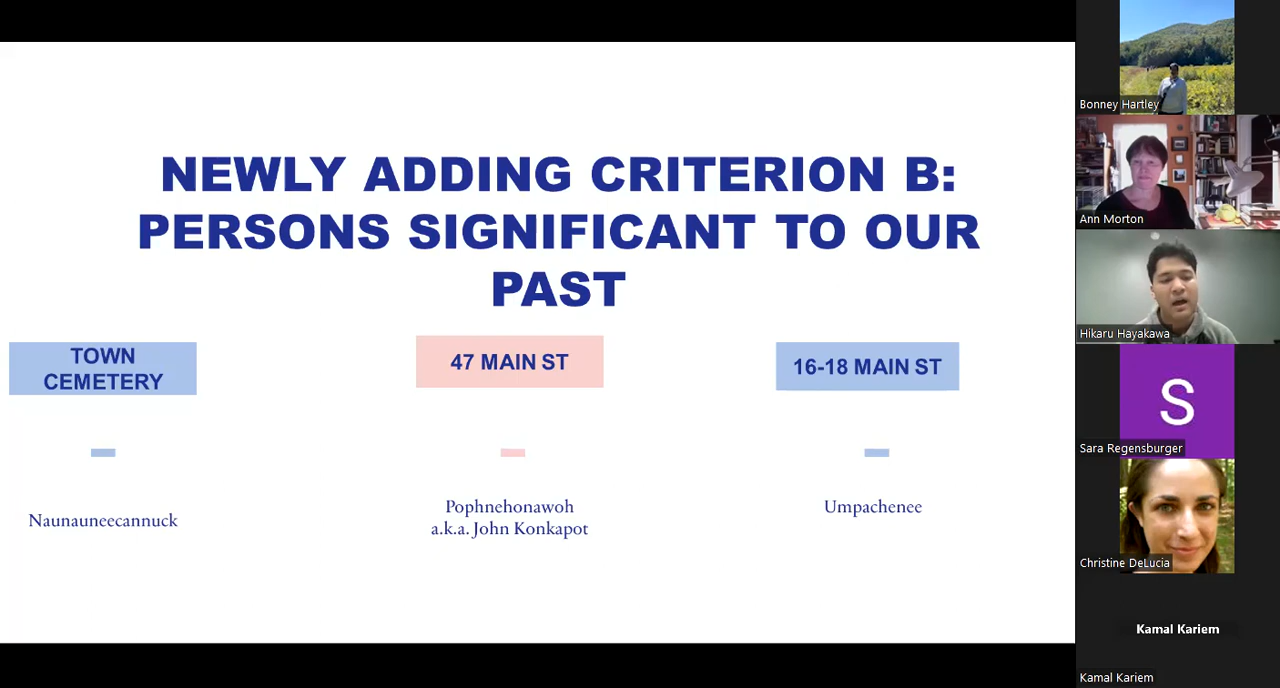 NEWLY ADDING CRITERION B:
PERSONS SIGNIFICANT TO OUR
PAST
TOWN
CEMETERY
47 MAIN ST
16-18 MAIN ST
Naunauneecannuck
Pophnehonawoh
a.k.a. John Konkapot
Umpachenee
Bonney Hartley
Ann Morton
Hikaru Hayakawa
S
Sara Regensburger
Christine DeLucia
Kamal Kariem
Kamal Kariem